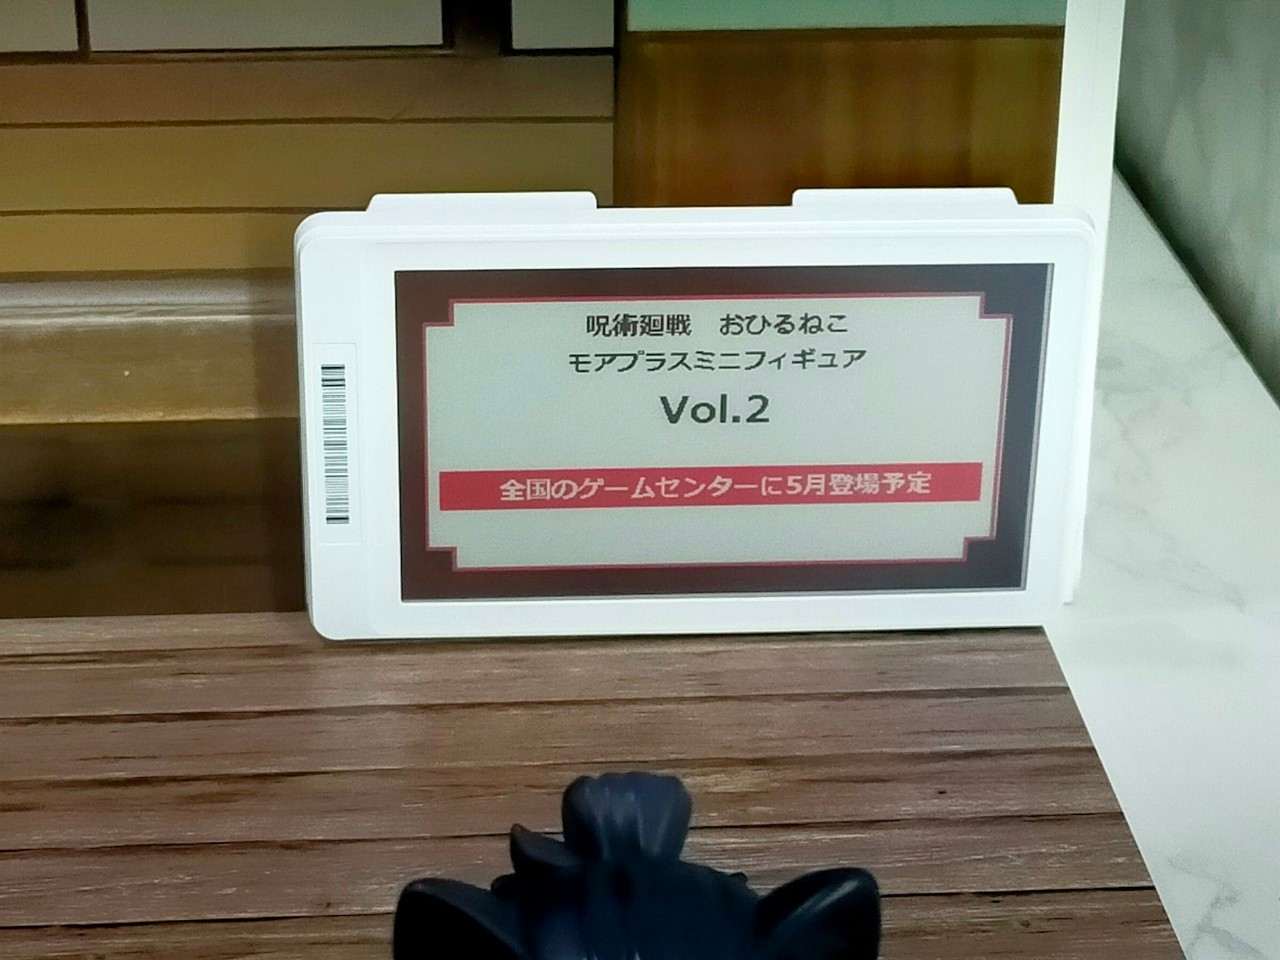 呪術廻戦　おひるねこ
モアプラスミニフィギュア
Vol.2
全国のゲームセンターに5月登場予定